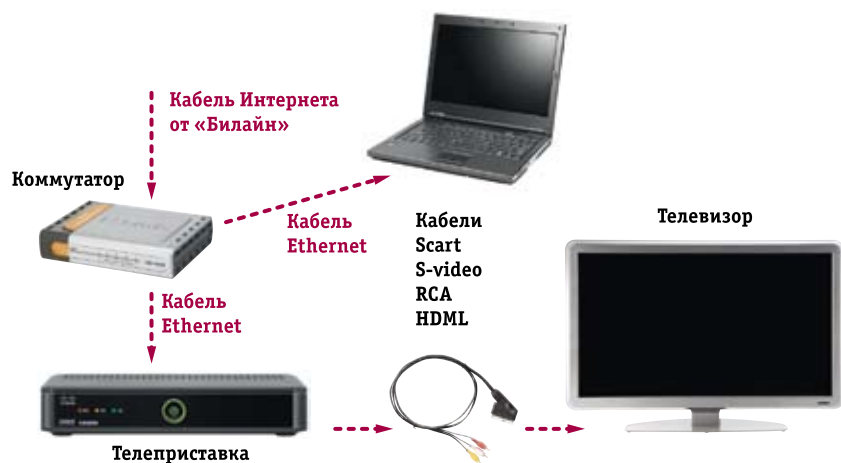 Кабель Интернета
от «Билайн»
Коммутатор
Кабель
Ethernet
Кабели
Scart
S-video
RCA
HDML
Телевизор
Кабель
Ethernet
Телеприставка